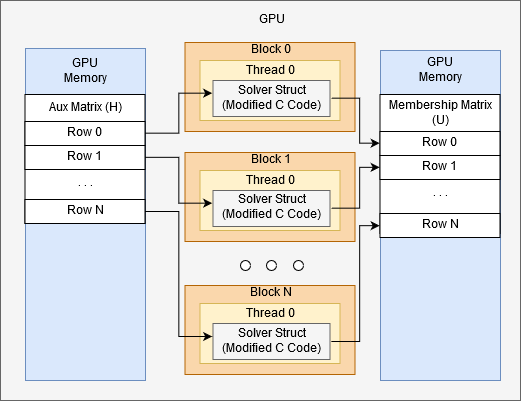 GPU
GPU
Memory
Aux Matrix (H)
Row 0
Row 1
. . .
Row N
Block 0
Thread 0
Solver Struct
(Modified C Code)
Block 1
Thread 0
Solver Struct
(Modified C Code)
Block N
Thread 0
Solver Struct
(Modified C Code)
GPU
Memory
Membership Matrix
(U)
Row 0
Row 1
. . .
Row N